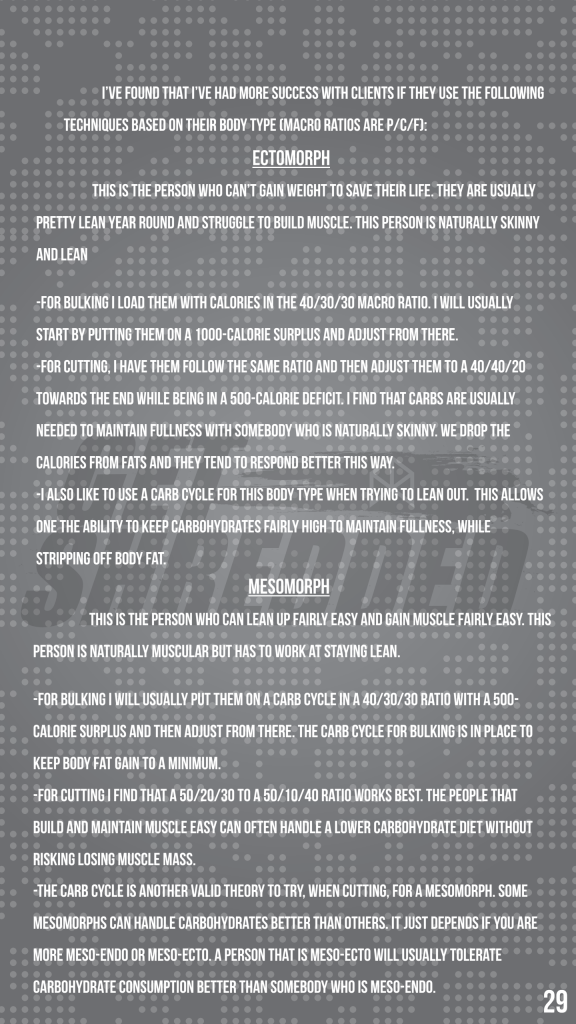 I'VE FOUND THAT I'VE HAD MORE SUCCESS WITH CLIENTS IF THEY USE THE FOLLOWING
TECHNIQUES BASED ON THEIR BODY TYPE (MACRO RATIOS ARE P/C/F):
ECTOMORPH
THIS IS THE PERSON WHO CAN'T GAIN WEIGHT TO SAVE THEIR LIFE. THEY ARE USUALLY
PRETTY LEAN YEAR ROUND AND STRUGGLE TO BUILD MUSCLE. THIS PERSON IS NATURALLY SKINNY
AND LEAN
-FOR BULKING I LOAD THEM WITH CALORIES IN THE 40/30/30 MACRO RATIO. I WILL USUALLY
START BY PUTTING THEM ON A 1000-CALORIE SURPLUS AND ADJUST FROM THERE.
-FOR CUTTING, I HAVE THEM FOLLOW THE SAME RATIO AND THEN ADJUST THEM TO A 40/40/20
TOWARDS THE END WHILE BEING IN A 500-CALORIE DEFICIT. I FIND THAT CARBS ARE USUALLY
NEEDED TO MAINTAIN FULLNESS WITH SOMEBODY WHO IS NATURALLY SKINNY. WE DROP THE
CALORIES FROM FATS AND THEY TEND TO RESPOND BETTER THIS WAY.
-I ALSO LIKE TO USE A CARB CYCLE FOR THIS BODY TYPE WHEN TRYING TO LEAN OUT. THIS ALLOWS
ONE THE ABILITY TO KEEP CARBOHYDRATES FAIRLY HIGH TO MAINTAIN FULLNESS, WHILE
STRIPPING OFF BODY FAT.
GET
SHREDDED
MESOMORPH
THIS IS THE PERSON WHO CAN LEAN UP FAIRLY EASY AND GAIN MUSCLE FAIRLY EASY. THIS
PERSON IS NATURALLY MUSCULAR BUT HAS TO WORK AT STAYING LEAN.
-FOR BULKING I WILL USUALLY PUT THEM ON A CARB CYCLE IN A 40/30/30 RATIO WITH A 500-
CALORIE SURPLUS AND THEN ADJUST FROM THERE. THE CARB CYCLE FOR BULKING IS IN PLACE TO
KEEP BODY FAT GAIN TO A MINIMUM.
-FOR CUTTING I FIND THAT A 50/20/30 TO A 50/10/40 RATIO WORKS BEST. THE PEOPLE THAT
BUILD AND MAINTAIN MUSCLE EASY CAN OFTEN HANDLE A LOWER CARBOHYDRATE DIET WITHOUT
RISKING LOSING MUSCLE MASS.
-THE CARB CYCLE IS ANOTHER VALID THEORY TO TRY, WHEN CUTTING, FOR A MESOMORPH. SOME
MESOMORPHS CAN HANDLE CARBOHYDRATES BETTER THAN OTHERS. IT JUST DEPENDS IF YOU ARE
MORE MESO-ENDO OR MESO-ECTO. A PERSON THAT IS MESO-ECTO WILL USUALLY TOLERATE
CARBOHYDRATE CONSUMPTION BETTER THAN SOMEBODY WHO IS MESO-ENDO.
29